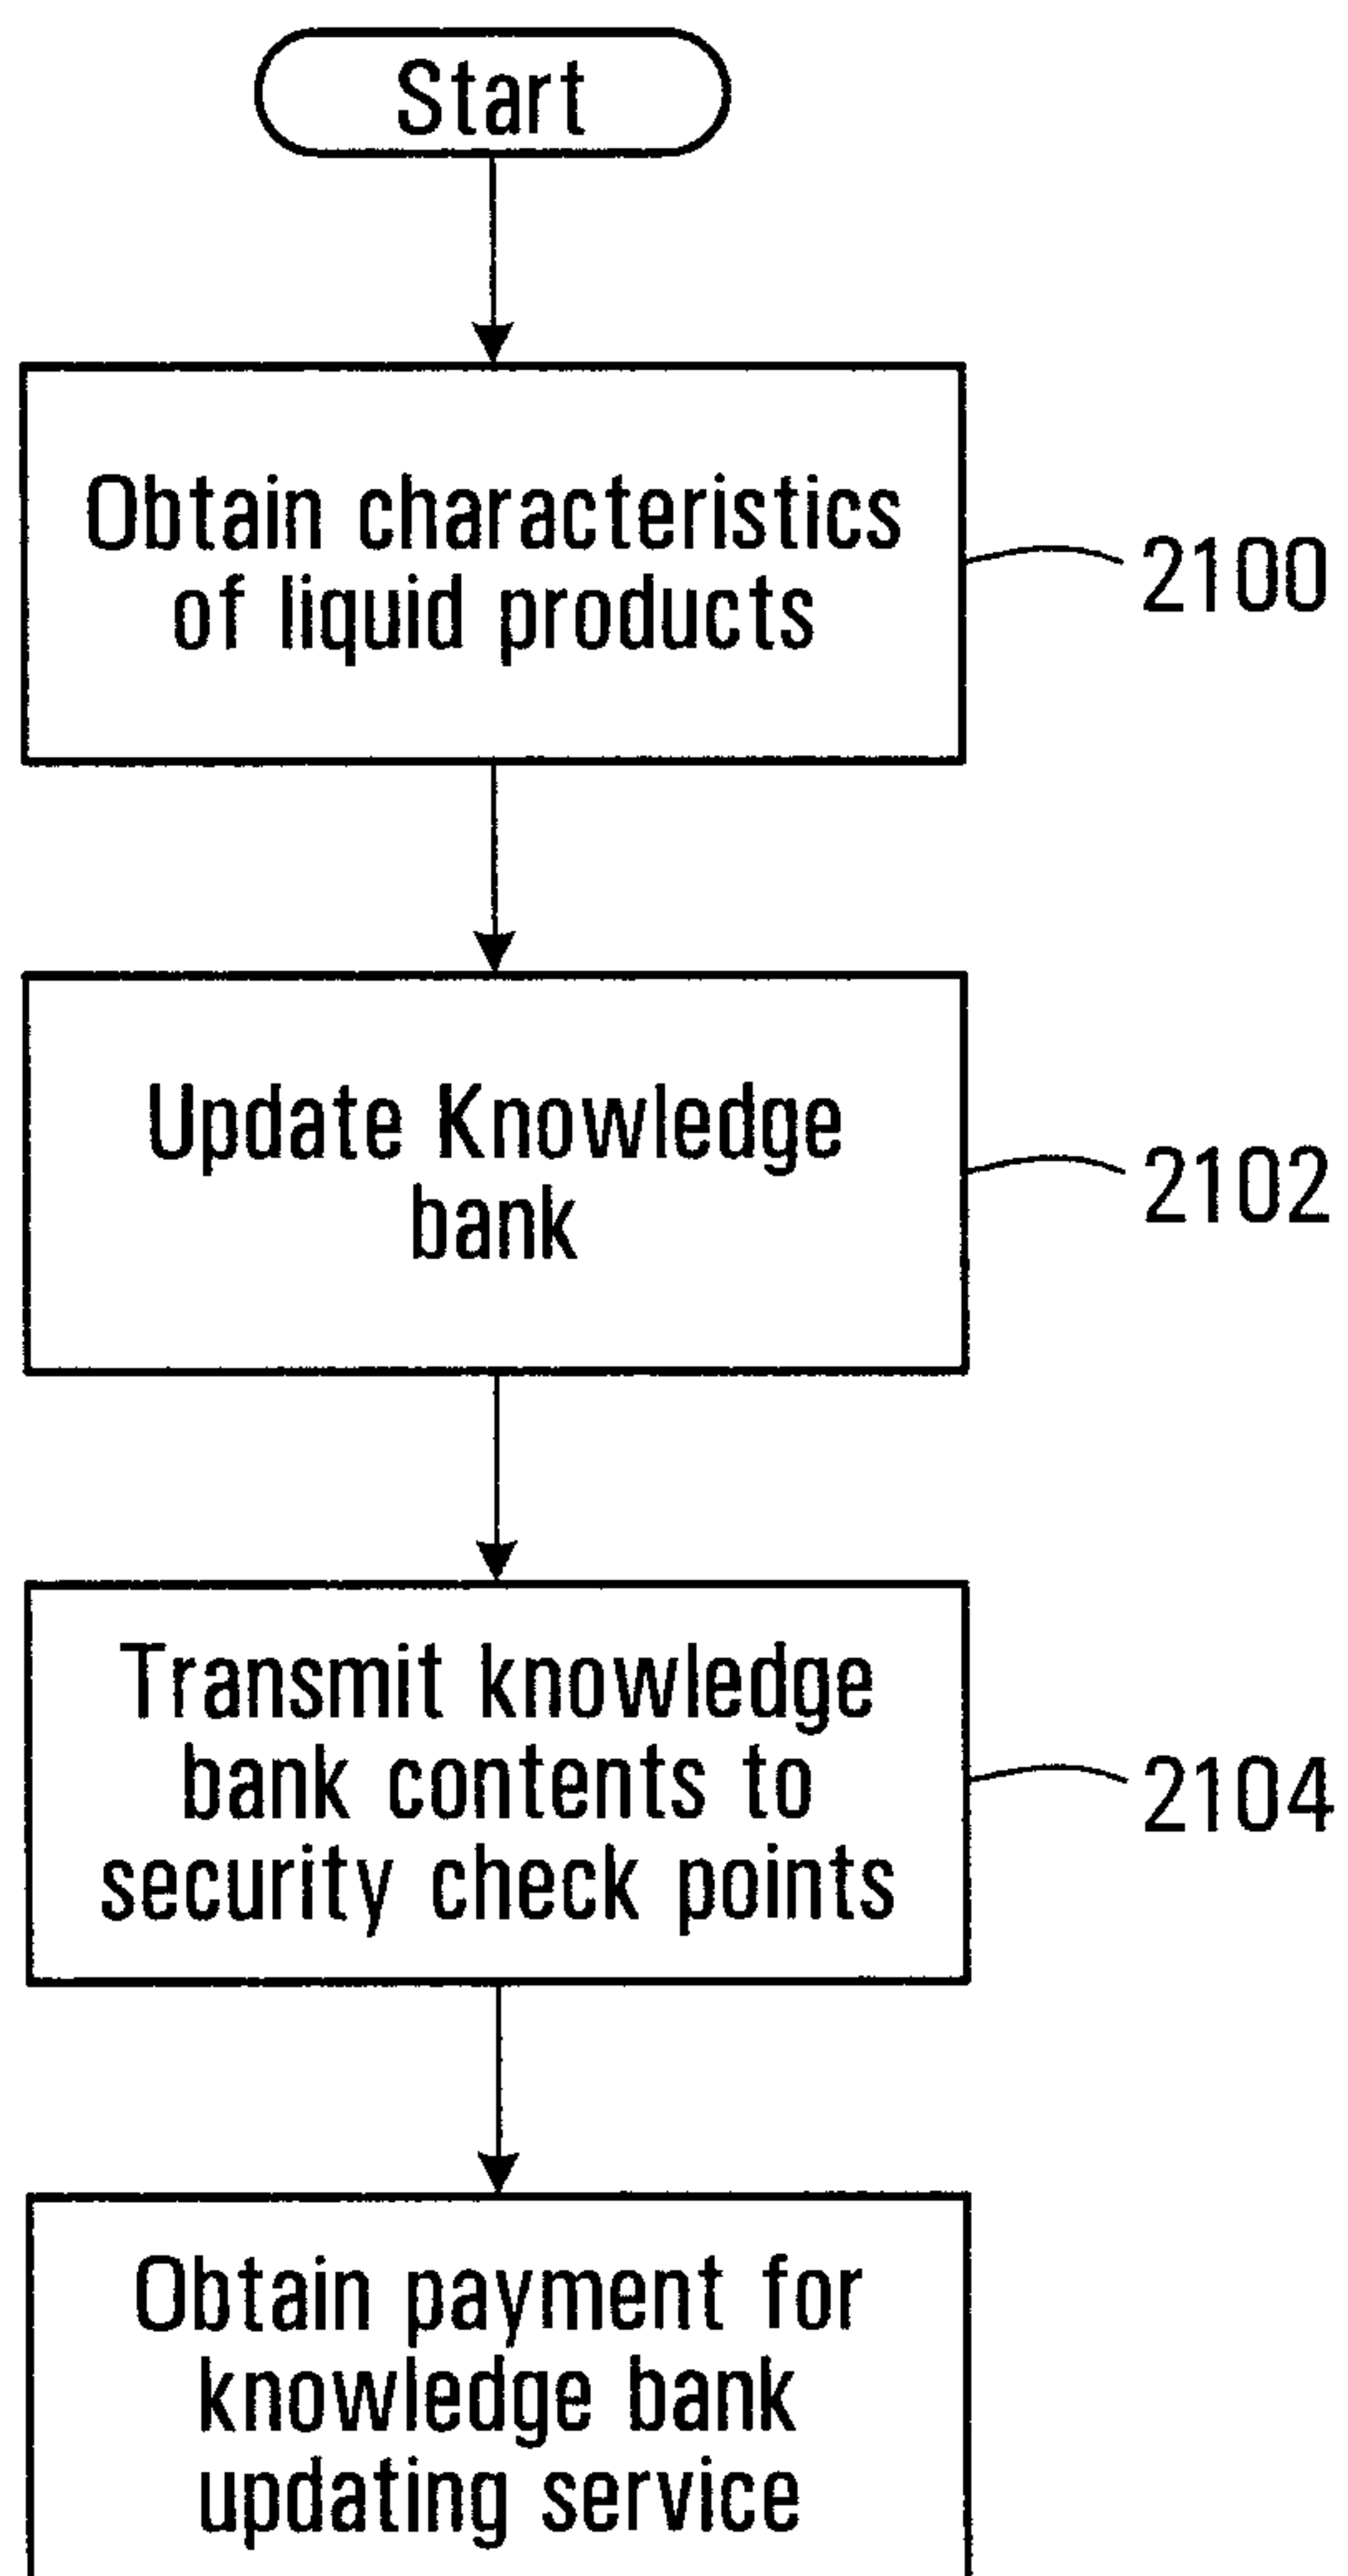 Start
Obtain characteristics
of liquid products
2100
Update Knowledge
bank
2102
Transmit knowledge
bank contents to
security check points
2104
Obtain payment for
knowledge bank
updating service